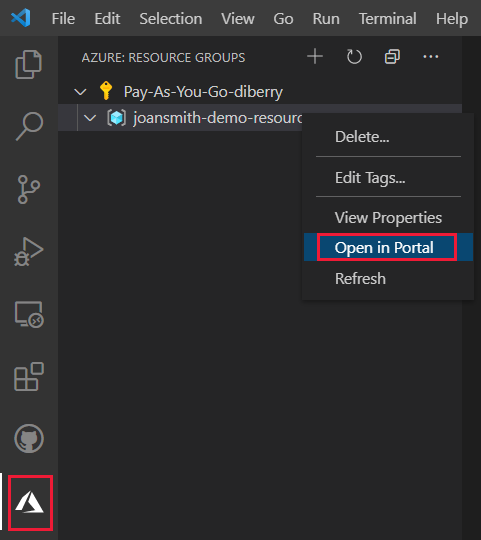 File Edit View Go Run Terminal Help
AZURE: RESOURCE GROUPS
Pay-As-You-Go-diberry
joansmith-demo-resourc
Delete...
Edit Tags...
View Properties
Open in Portal
Refresh